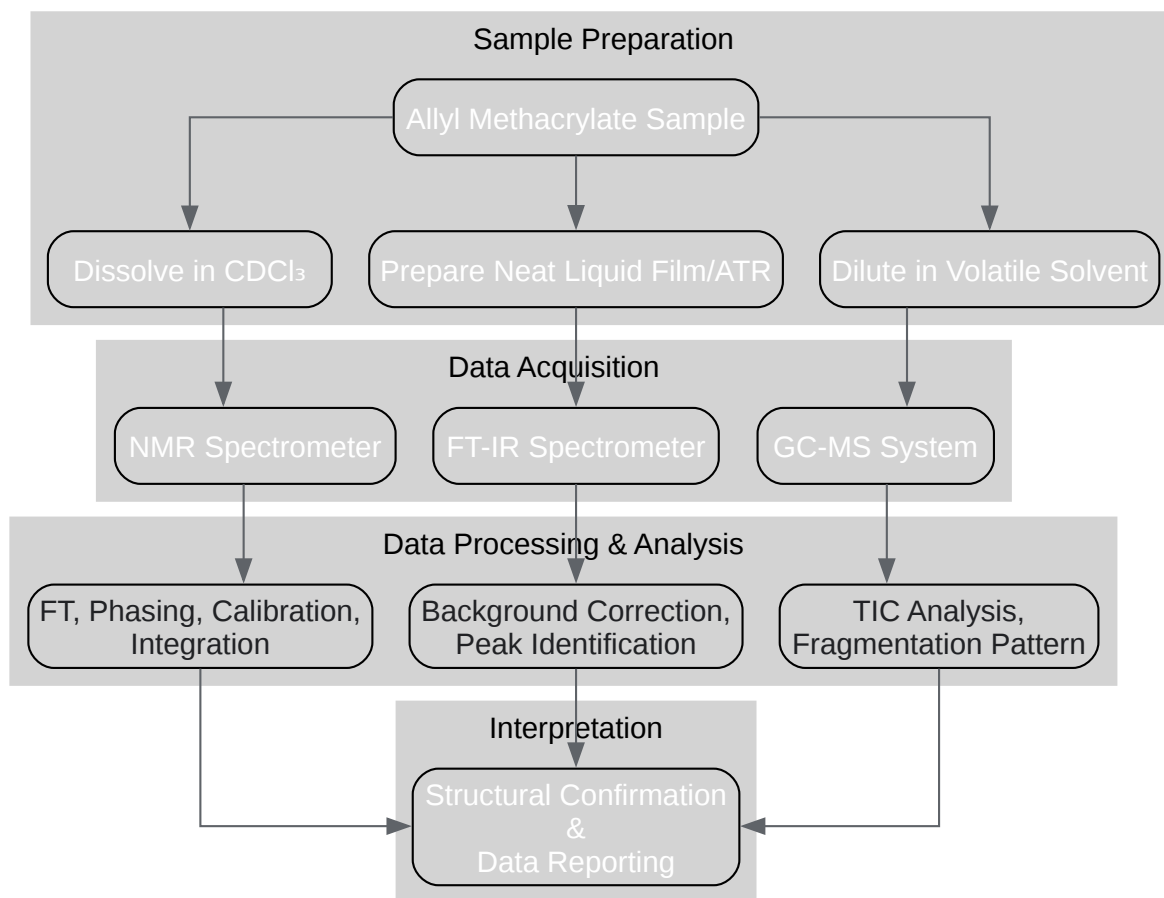 Sample Preparation
Allyl Methacrylate Sample
Dissolve in CDCl₃
Prepare Neat Liquid Film/ATR
Dilute in Volatile Solvent
Data Acquisition
NMR Spectrometer
FT-IR Spectrometer
GC-MS System
Data Processing & Analysis
FT, Phasing, Calibration,
Integration
Background Correction,
Peak Identification
TIC Analysis,
Fragmentation Pattern
Interpretation
Structural Confirmation
&
Data Reporting